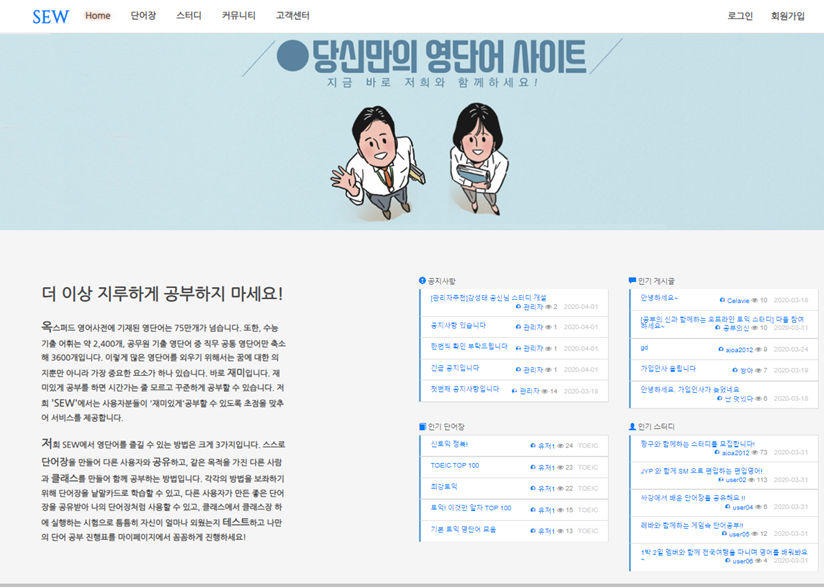 SEW Home 단어장 스터디 커뮤니티 고객센터 로그인 회원가입
당신만의 영단어 사이트
지금 바로 저희와 함께하세요!
더 이상 지루하게 공부하지 마세요!
옥스퍼드 영어사전에 기재된 영단어는 75만개가 넘습니다. 또한, 수능
기출 어휘는 약 2,400개, 공무원 기출 영단어 중 직무 공통 영단어만 축소
해 3600개입니다. 이렇게 많은 영단어를 외우기 위해서는 꿈에 대한 의
지뿐만 아니라 가장 중요한 요소가 하나 있습니다. 바로 재미입니다. 재
미있게 공부를 하면 시간가는 줄 모르고 꾸준하게 공부할 수 있습니다. 저
희 'SEW'에서는 사용자분들이 '재미있게'공부할 수 있도록 초점을 맞추
어 서비스를 제공합니다.
저희 SEW에서 영단어를 즐길 수 있는 방법은 크게 3가지입니다. 스스로
단어장을 만들어 다른 사용자와 공유하고, 같은 목적을 가진 다른 사람
과 클래스를 만들어 함께 공부하는 방법입니다. 각각의 방법을 보좌하기
위해 단어장을 낱말카드로 학습할 수 있고, 다른 사용자가 만든 좋은 단어
장을 공유받아 나의 단어장처럼 사용할 수 있고, 클래스에서 클래스장 하
에 실행하는 시험으로 틈틈히 자신이 얼마나 외웠는지 테스트하고 나만
의 단어 공부 진행표를 마이페이지에서 꼼꼼하게 진행하세요!
공지사항
[관리자추천]강성태 공신님 스터디 개설
관리자 2 2020-04-01
공지사항 있습니다 관리자 1 2020-04-01
한번씩 확인 부탁드립니다 관리자 1 2020-04-01
긴급 공지입니다 관리자 1 2020-04-01
첫번째 공지사항입니다 관리자 14 2020-03-18
인기 게시글
안녕하세요~ Celavie 10 2020-03-18
[공부의 신과 함께하는 오프라인 토익 스터디] 다들 참여
하세요~ 공부의신 10 2020-03-31
gd ajoa2012 9 2020-03-24
가입인사 올립니다 7 2020-03-19
안녕하세요. 가입인사가 늦었네요
난 멋있다 6 2020-03-18
인기 단어장
신토익 정복! 유저1 24 TOEIC
TOEIC TOP 100 유저1 23 TOEIC
최강토익 유저1 22 TOEIC
토익! 이것만 알자 TOP 100 유저1 15 TOEIC
기본 토익 영단어 모음 유저1 13 TOEIC
인기 스터디
짱구와 함께하는 스터디를 모집합니다!
ajoa2012 73 2020-03-31
JYP 와 함께 SM 으로 편입하는 편입영어!
user02 113 2020-03-31
사강에서 배운 단어장을 공유해요!!
user04 6 2020-03-31
레바와 함께하는 게임속 단어공부!!
user05 12 2020-03-31
1박 2일 멤버와 함께 전국여행을 다니며 영어를 배워봐요
~ user06 4 2020-03-31